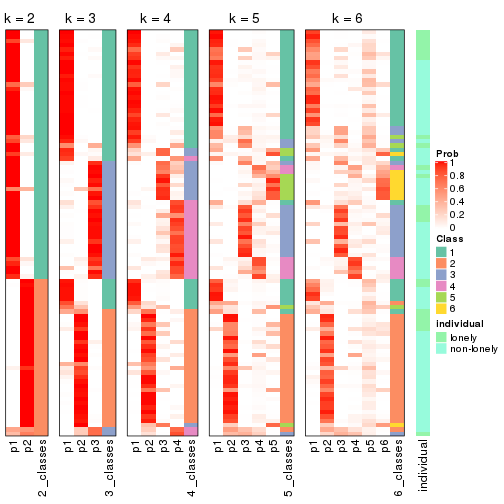 k = 2
k = 3
k = 4
k = 5
k = 6
Prob
1
0.8
0.6
0.4
0.2
0
Class
1
2
3
4
5
6
individual
lonely
non-lonely
p1
p2
2_classes
p1
p2
p3
3_classes
p1
p2
p3
p4
4_classes
p1
p2
p3
p4
p5
5_classes
p1
p2
p3
p4
p5
p6
6_classes
individual